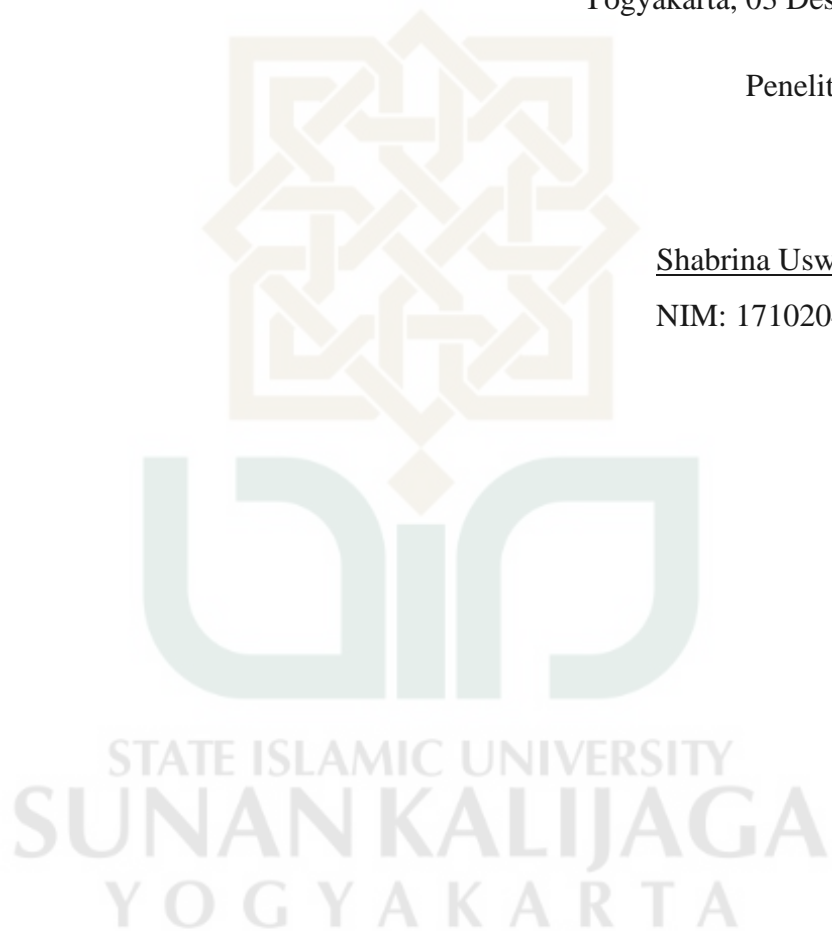 Yogyakarta, 03 Des
Penelit
Shabrina Usw
NIM: 171020
STATE ISLAMIC UNIVERSITY
SUNAN KALIJAGA
YOGYAKARTA